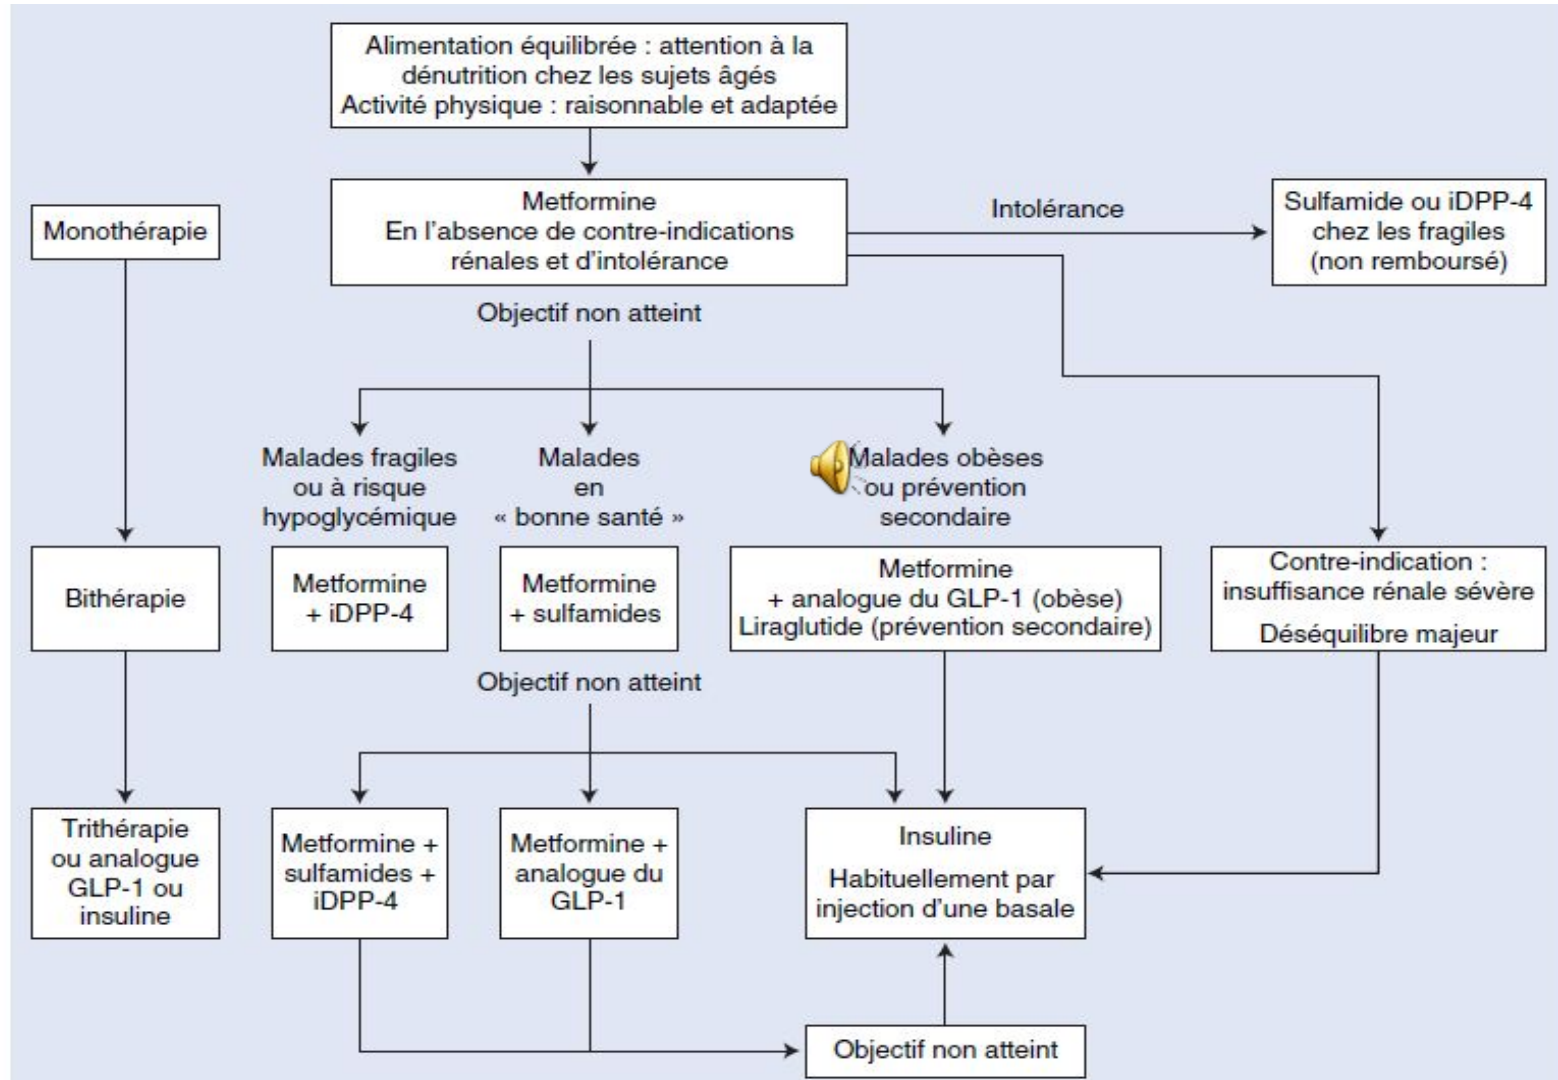 Alimentation équilibrée : attention à la
dénutrition chez les sujets âgés
Activité physique : raisonnable et adaptée
Monothérapie
Metformine
En l'absence de contre-indications
rénales et d'intolérance
Intolérance
Sulfamide ou iDPP-4
chez les fragiles
(non remboursé)
Objectif non atteint
Malades fragiles
ou à risque
hypoglycémique
Malades
en
« bonne santé »
Malades obèses
ou prévention
secondaire
Bithérapie
Metformine
+ iDPP-4
Metformine
+ sulfamides
Metformine
+ analogue du GLP-1 (obèse)
Liraglutide (prévention secondaire)
Contre-indication :
insuffisance rénale sévère
Déséquilibre majeur
Objectif non atteint
Trithérapie
ou analogue
GLP-1 ou
insuline
Metformine +
sulfamides +
iDPP-4
Metformine +
analogue du
GLP-1
Insuline
Habituellement par
injection d'une basale
Objectif non atteint